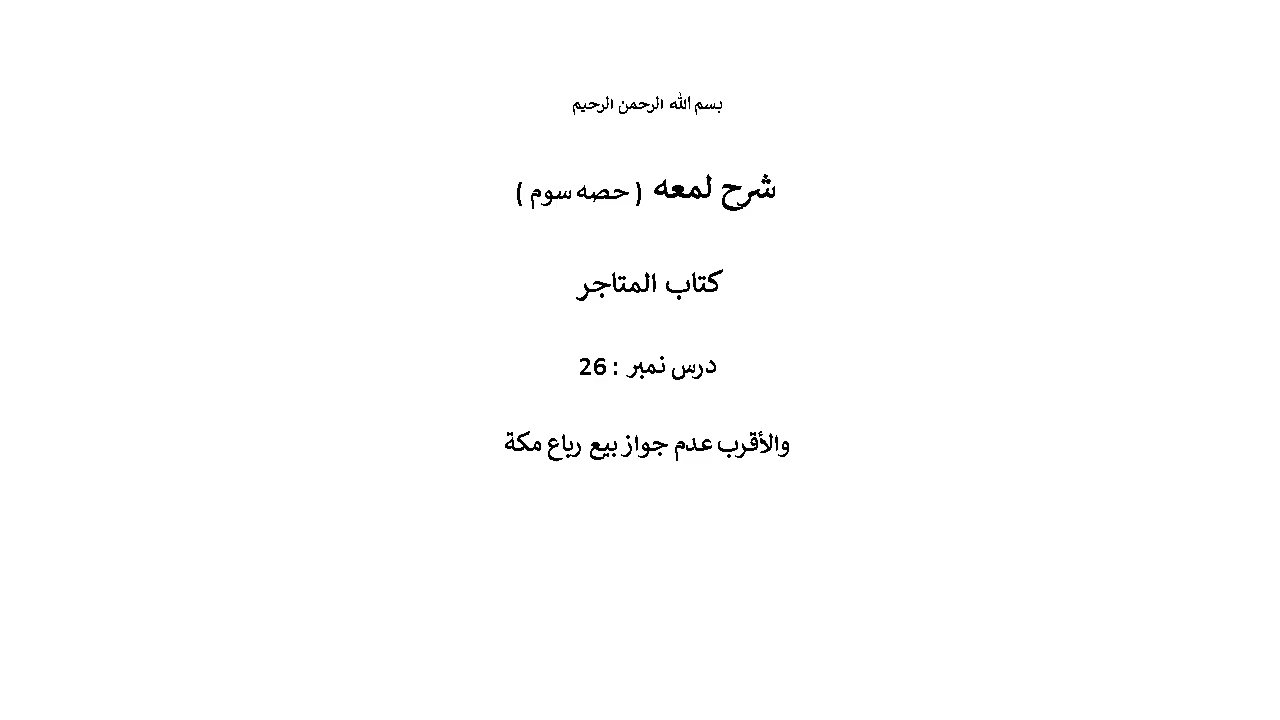 بسم الله الرحمن الرحيم
شرح لمعه ( حصه سوم )
كتاب المتاجر
درس نمبر : 26
والأقرب عدم جواز بيع رباع مكة